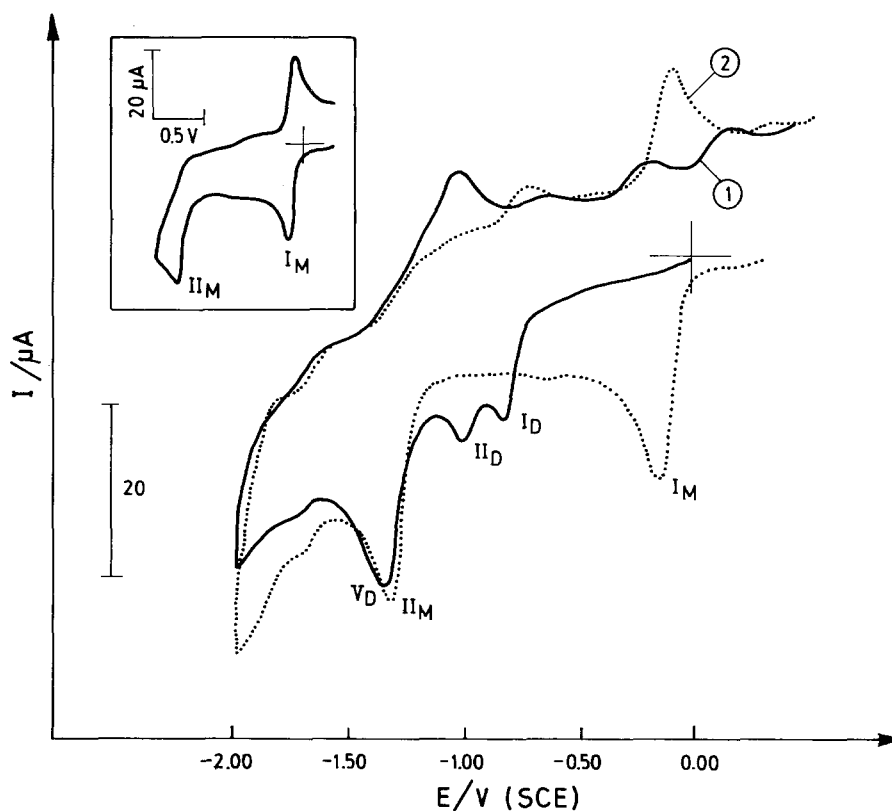 20 μA
0.5 V
I_M
II_M
2
1
I /μA
20
I_D
II_D
I_M
V_D
II_M
-2.00
-1.50
-1.00
-0.50
0.00
E/V (SCE)